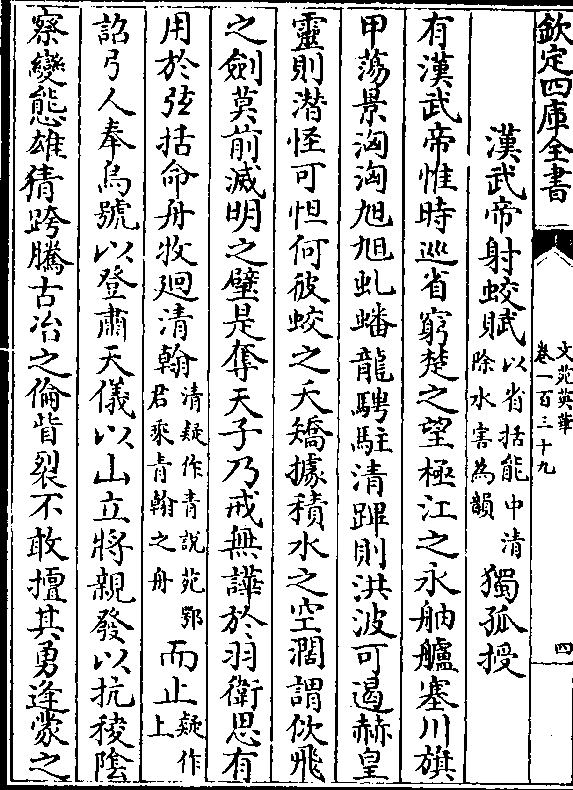 欽定四庫全書
文苑英華
卷一百三十九
四
漢武帝射蛟賦以省括能中清除水害為韻 獨孤授
有漢武帝惟時巡省窮楚之望極江之永舳艫塞川旗
甲蕩景洶洶旭旭虬蟠龍騁駐清蹕則洪波可遏赫皇
靈則潛怪可怛何彼蛟之夭矯據積水之空濶謂佽飛
之劍莫前滅明之壁是奪天子乃戒無譁於羽衛思有
用於弦括命舟牧廻清翰清疑作青説苑鄂君乘青翰之舟而止疑作上
詔弓人奉烏號以登肅天儀以山立將親發以抗稜陰
察變態雄猜跨騰古冶之倫眥裂不敢擅其勇逢蒙之